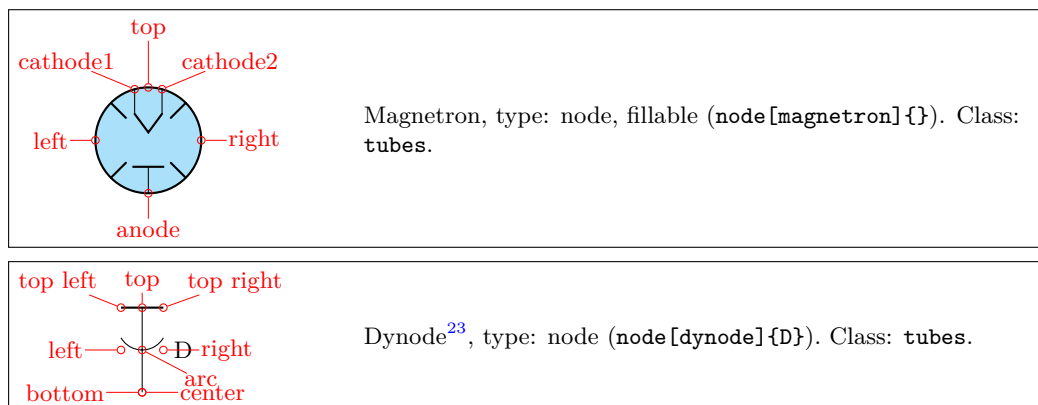 top
cathode1 cathode2
left right
anode
Magnetron, type: node, fillable (node[magnetron]{}). Class:
tubes.
top left top top right
left D right
arc
bottom center
Dynode23, type: node (node[dynode]{D}). Class: tubes.